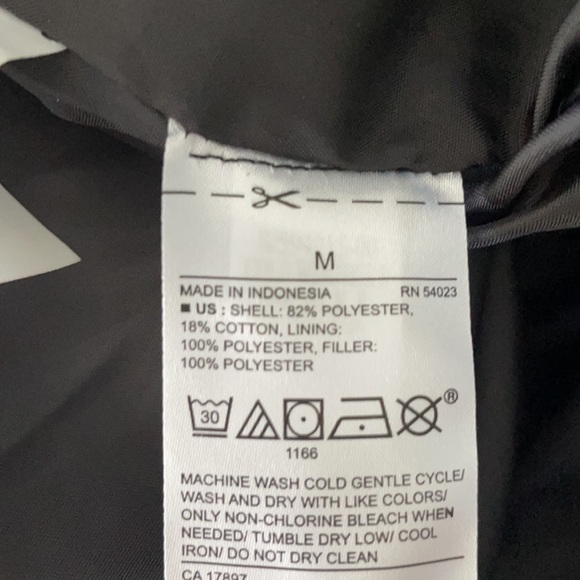 M
MADE IN INDONESIA RN 54023
■ US : SHELL: 82% POLYESTER,
18% COTTON, LINING:
100% POLYESTER, FILLER:
100% POLYESTER
30 ®
1166
MACHINE WASH COLD GENTLE CYCLE/
WASH AND DRY WITH LIKE COLORS/
ONLY NON-CHLORINE BLEACH WHEN
NEEDED/ TUMBLE DRY LOW/ COOL
IRON/ DO NOT DRY CLEAN
CA 17897